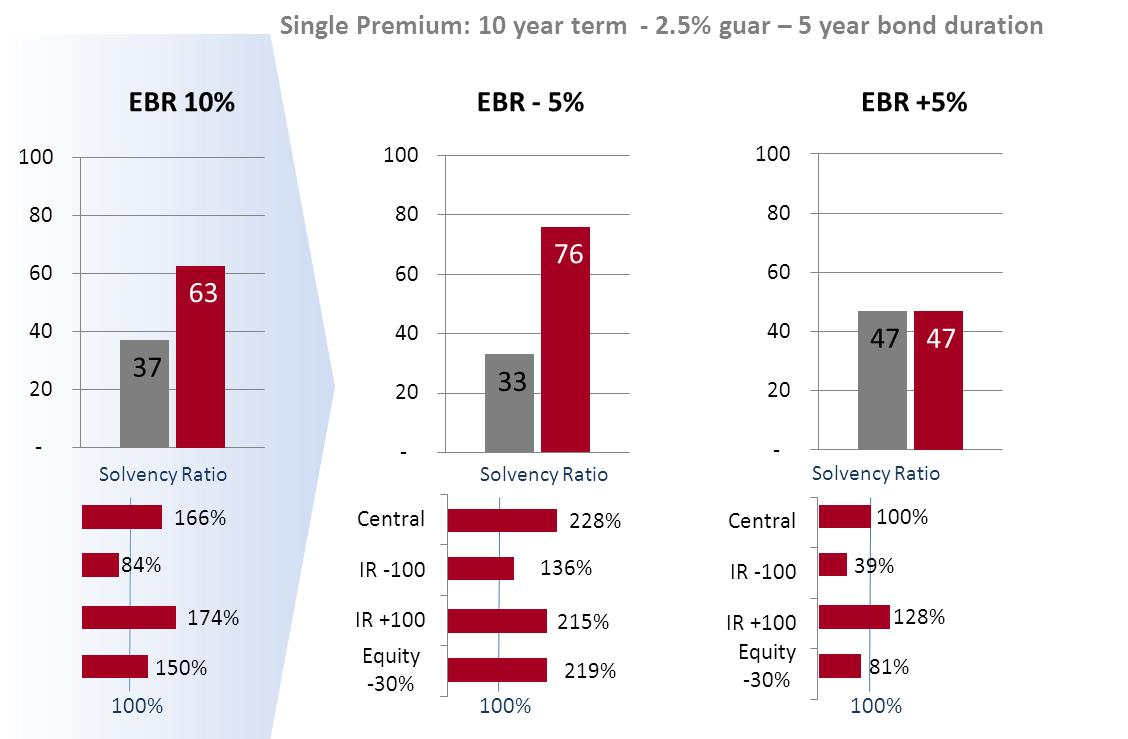 Single Premium: 10 year term  - 2.5% guar – 5 year bond duration
EBR 10%
100
80
60
40
20
-
37
63
Solvency Ratio
166%
84%
174%
150%
100%
EBR - 5%
100
80
60
40
20
-
33
76
Solvency Ratio
Central 228%
IR -100 136%
IR +100 215%
Equity
-30% 219%
100%
EBR +5%
100
80
60
40
20
-
47
47
Solvency Ratio
Central 100%
IR -100 39%
IR +100 128%
Equity
-30% 81%
100%